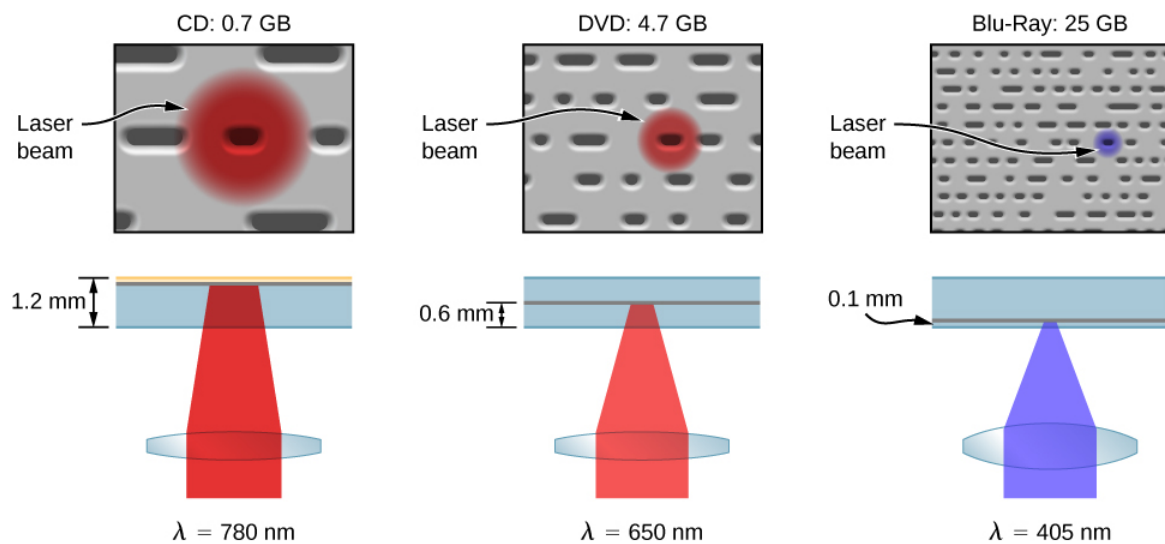 CD: 0.7 GB
DVD: 4.7 GB
Blu-Ray: 25 GB
Laser
beam
Laser
beam
Laser
beam
1.2 mm
0.6 mm
0.1 mm
λ = 780 nm
λ = 650 nm
λ = 405 nm